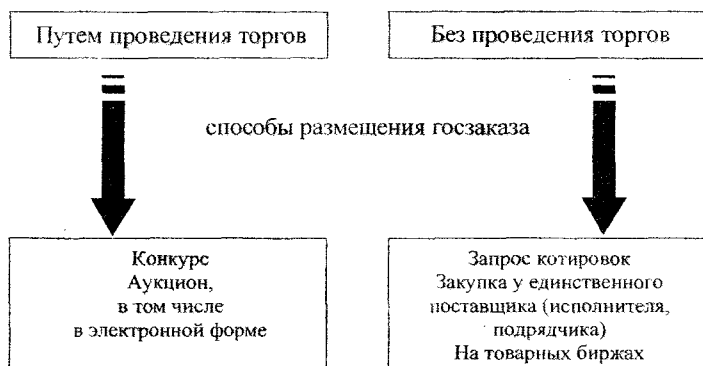 Путем проведения торгов
Без проведения торгов
способы размещения госзаказа
Конкурс
Аукцион,
в том числе
в электронной форме
Запрос котировок
Закупка у единственного
поставщика (исполнителя,
подрядчика)
На товарных биржах